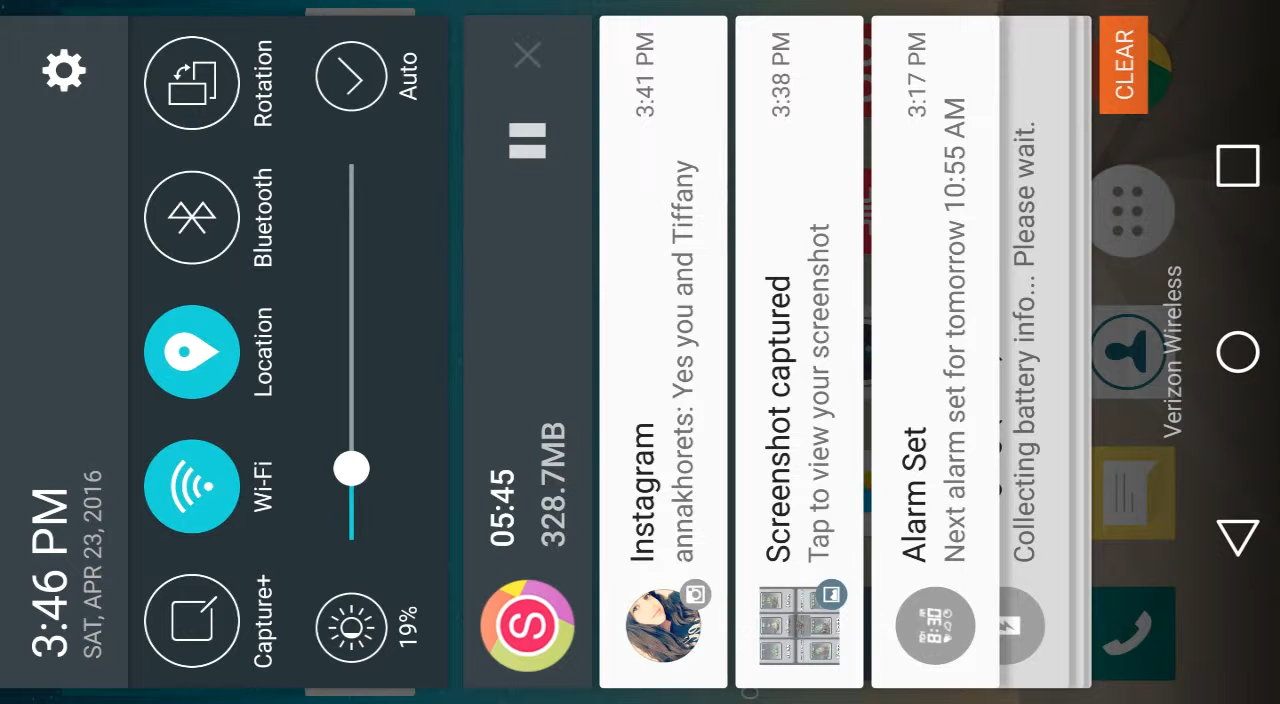 3:46 PM
SAT, APR 23, 2016
Capture+
Wi-Fi
Location
Bluetooth
Rotation
19%
Auto
05:45
328.7MB
Instagram
3:41 PM
annakhorets: Yes you and Tiffany
Screenshot captured
3:38 PM
Tap to view your screenshot
Alarm Set
3:17 PM
Next alarm set for tomorrow 10:55 AM
8:30
Collecting battery info... Please wait.
CLEAR
Verizon Wireless